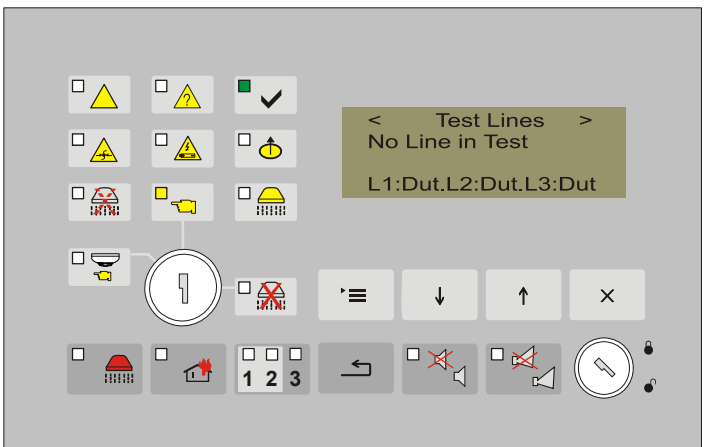 < Test Lines >
No Line in Test
L1:Dut.L2:Dut.L3:Dut
?
1 2 3